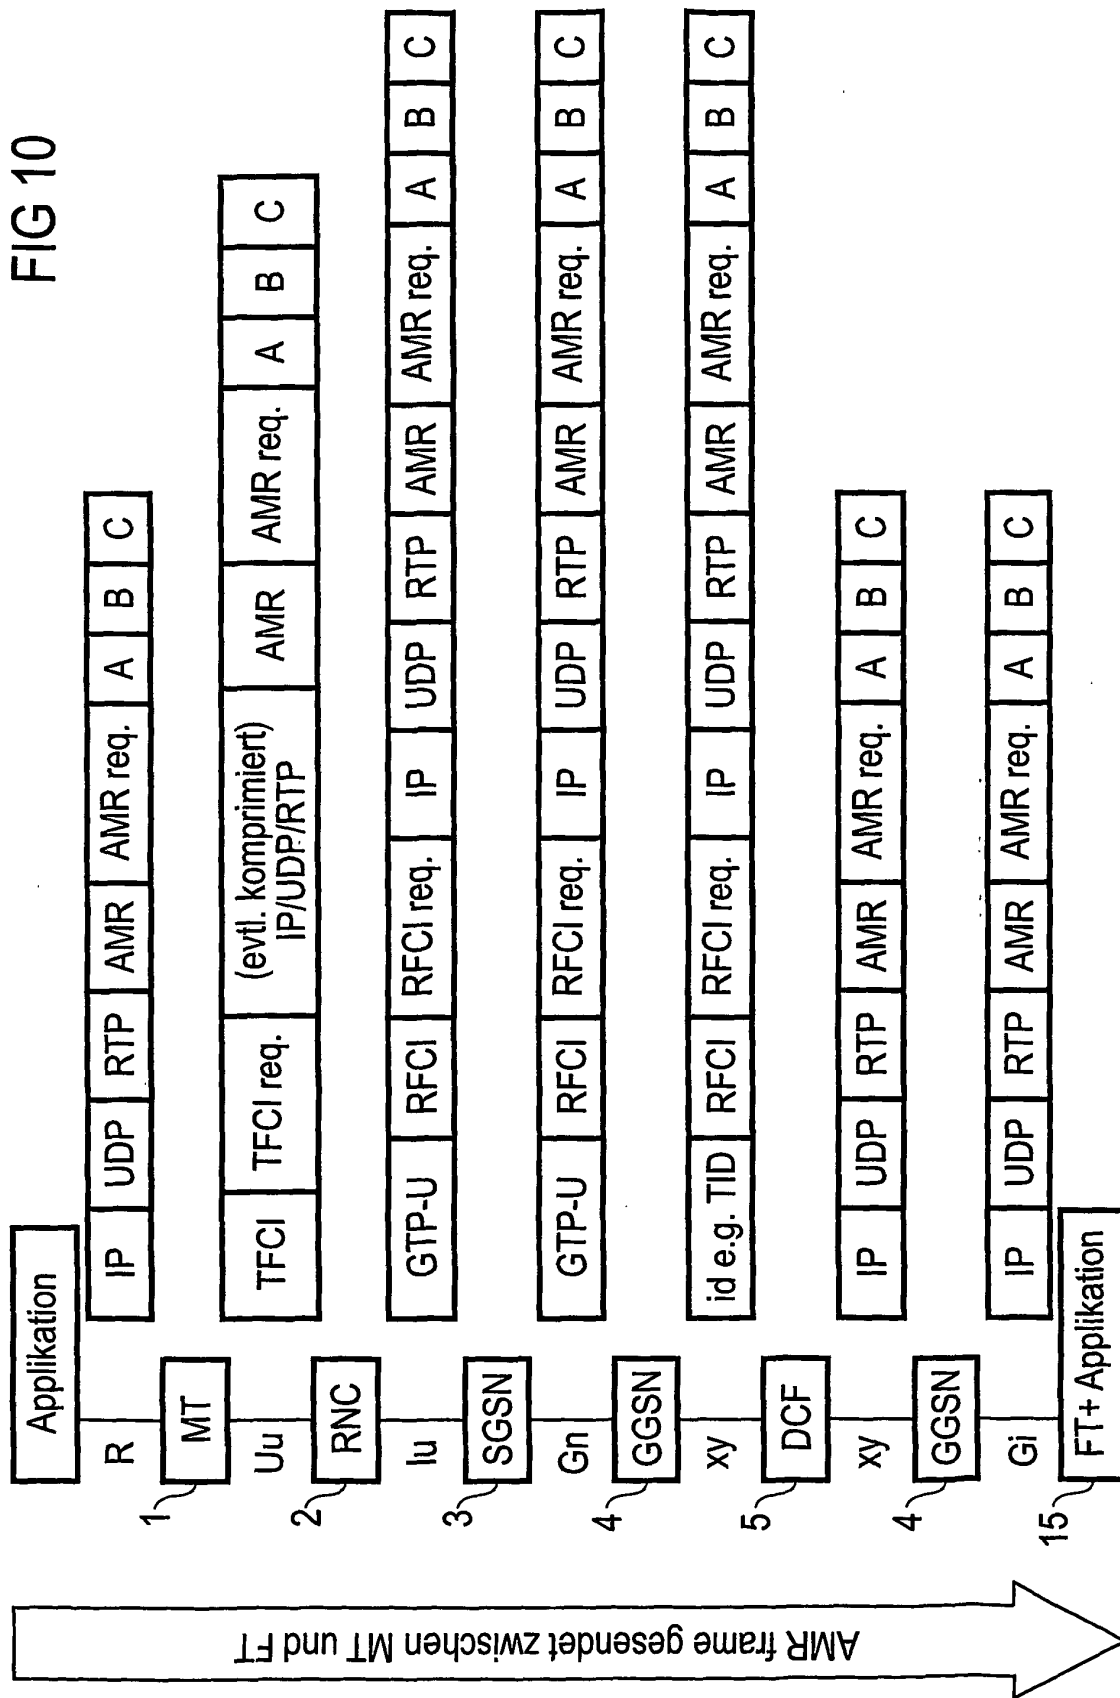 FIG 10
Applikation
R
IP UDP RTP AMR AMR req. A B C
1 MT
Uu
TFCI TFCI req. (evtl. komprimiert) IP/UDP/RTP AMR AMR req. A B C
2 RNC
Iu
GTP-U RFCI RFCI req. IP UDP RTP AMR AMR req. A B C
3 SGSN
Gn
GTP-U RFCI RFCI req. IP UDP RTP AMR AMR req. A B C
4 GGSN
xy
id e.g. TID RFCI RFCI req. IP UDP RTP AMR AMR req. A B C
5 DCF
xy
IP UDP RTP AMR AMR req. A B C
4 GGSN
Gi
IP UDP RTP AMR AMR req. A B C
15 FT+ Applikation
AMR frame gesendet zwischen MT und FT